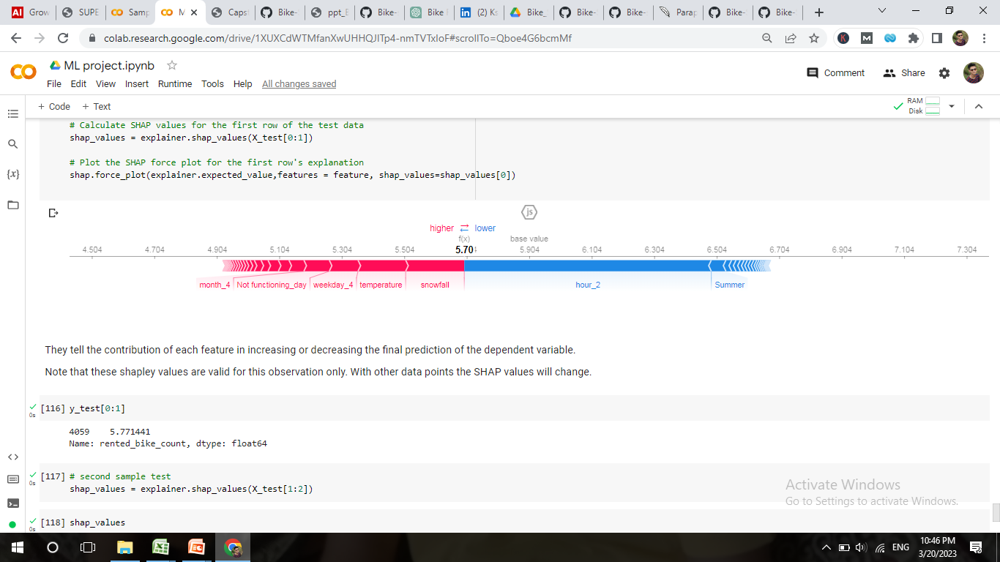 Grow
SUPE
Samp
M
Caps
Bike-
ppt_E
Bike-
Bike
Bike-
(2) Ks
Bike_
Bike-
Bike-
Parap
Bike-
Bike-
colab.research.google.com/drive/1XUXCdWTMfanXwUHHQJITp4-nmTVTxIoF#scrollTo=Qboe4G6bcmMf
ML project.ipynb
Comment Share
File Edit View Insert Runtime Tools Help All changes saved
+ Code + Text
RAM
Disk
# Calculate SHAP values for the first row of the test data
shap_values = explainer.shap_values(X_test[0:1])
# Plot the SHAP force plot for the first row's explanation
shap.force_plot(explainer.expected_value,features = feature, shap_values=shap_values[0])
js
higher lower
f(x) base value
4.504 4.704 4.904 5.104 5.304 5.504 5.70 5.904 6.104 6.304 6.504 6.704 6.904 7.104 7.304
month_4 Not functioning_day weekday_4 temperature snowfall hour_2 Summer
They tell the contribution of each feature in increasing or decreasing the final prediction of the dependent variable.
Note that these shapley values are valid for this observation only. With other data points the SHAP values will change.
[116] y_test[0:1]
0s
4059 5.771441
Name: rented_bike_count, dtype: float64
[117] # second sample test
0s
shap_values = explainer.shap_values(X_test[1:2])
Activate Windows
Go to Settings to activate Windows.
[118] shap_values
0s
ENG
10:46 PM
3/20/2023